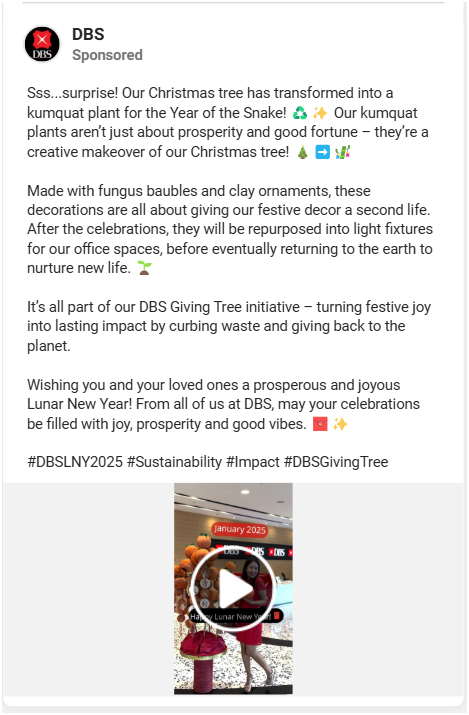 DBS
Sponsored
Sss...surprise! Our Christmas tree has transformed into a
kumquat plant for the Year of the Snake! ♻️ ✨ Our kumquat
plants aren’t just about prosperity and good fortune – they’re a
creative makeover of our Christmas tree! 🎄 ➡️ 🎋
Made with fungus baubles and clay ornaments, these
decorations are all about giving our festive decor a second life.
After the celebrations, they will be repurposed into light fixtures
for our office spaces, before eventually returning to the earth to
nurture new life. 🌱
It’s all part of our DBS Giving Tree initiative – turning festive joy
into lasting impact by curbing waste and giving back to the
planet.
Wishing you and your loved ones a prosperous and joyous
Lunar New Year! From all of us at DBS, may your celebrations
be filled with joy, prosperity and good vibes. 🧧 ✨
#DBSLNY2025 #Sustainability #Impact #DBSGivingTree
January 2025
DBS DBS DBS
Happy Lunar New Year! 🧧